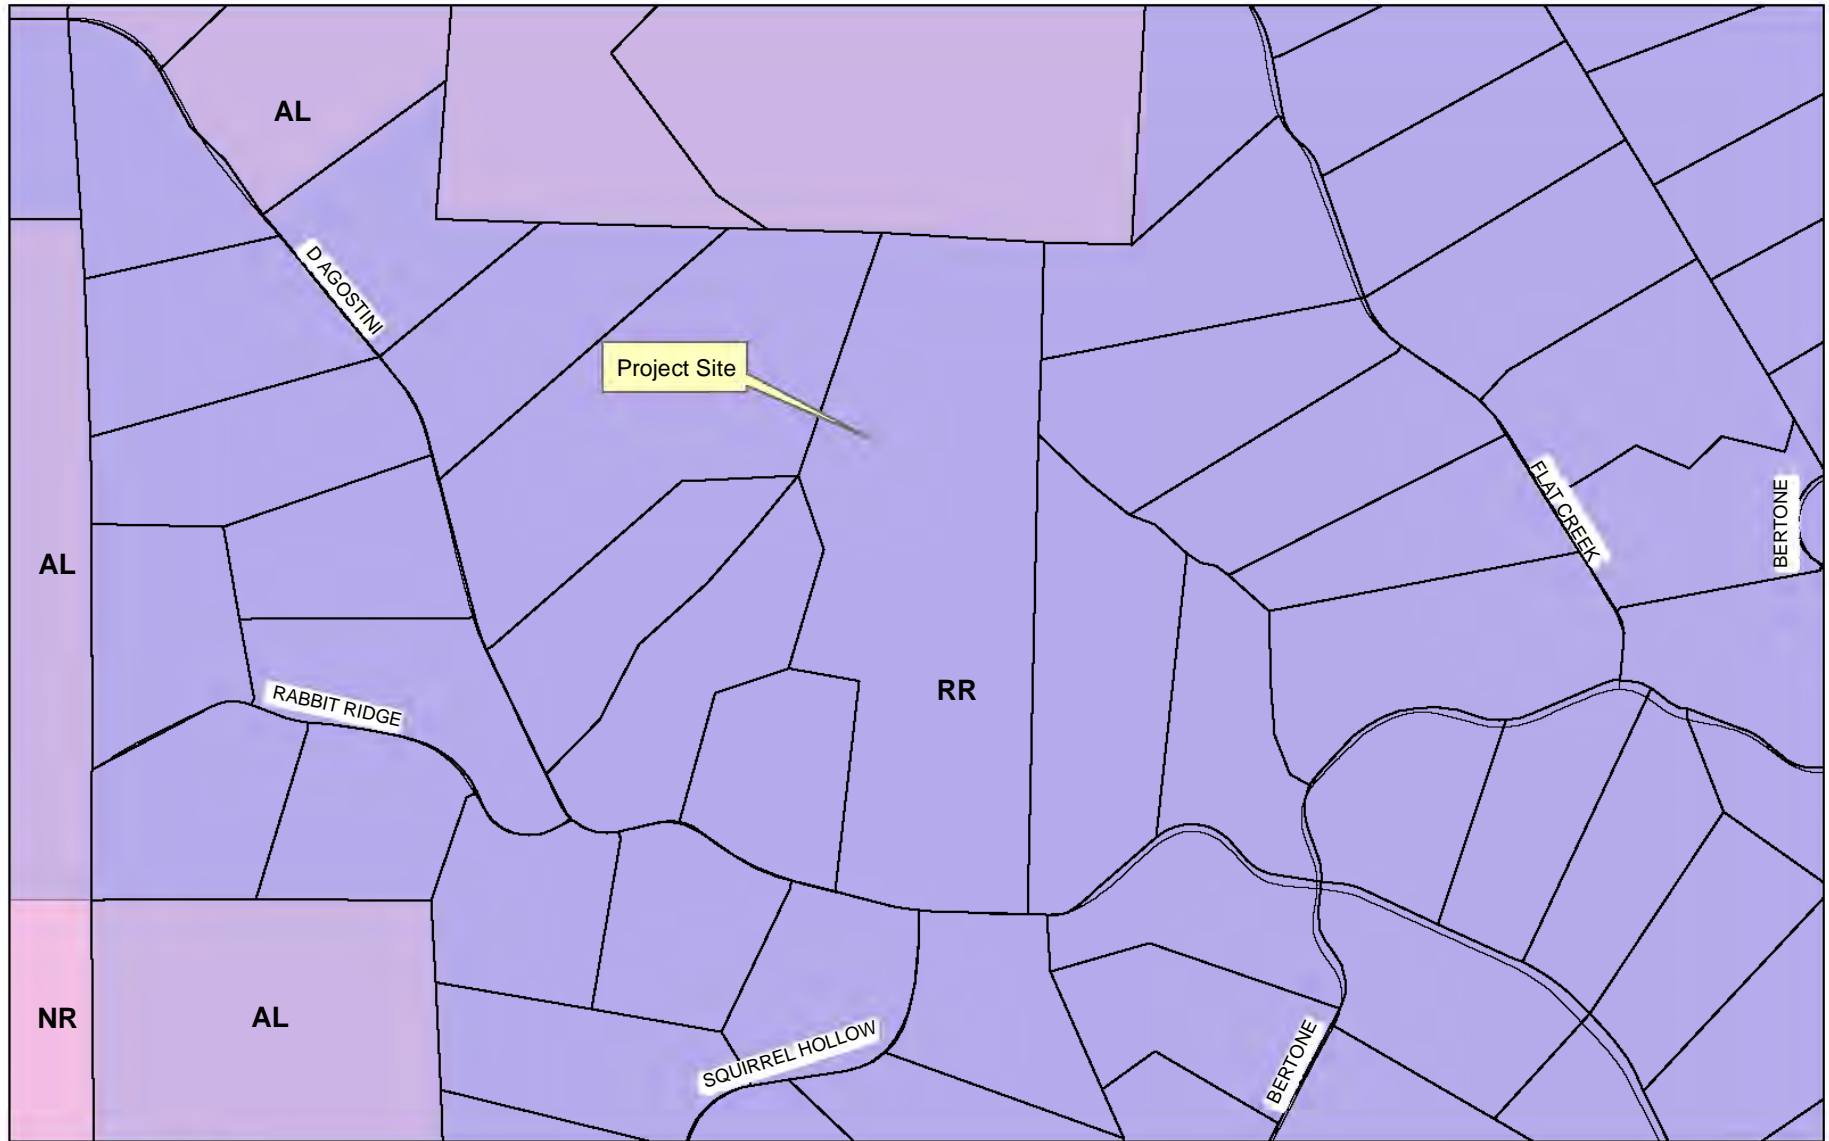 AL
D AGOSTINI
Project Site
FLAT CREEK
BERTONE
AL
RABBIT RIDGE
RR
NR
AL
SQUIRREL HOLLOW
BERTONE